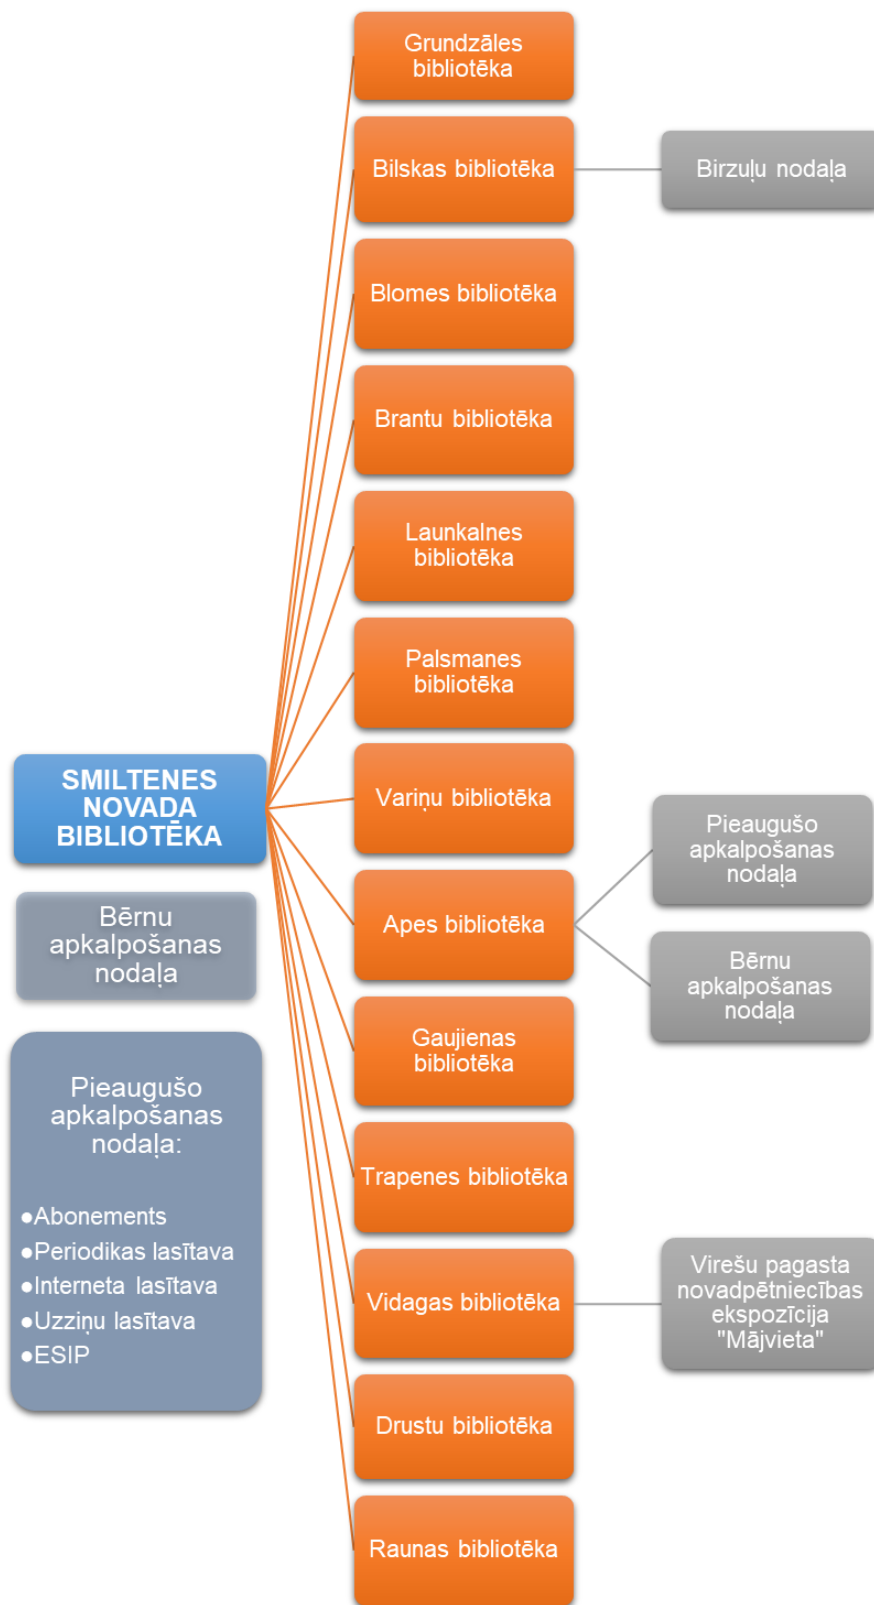 Grundzāles
bibliotēka
Bilskas bibliotēka
Birzuļu nodaļa
Blomes bibliotēka
Brantu bibliotēka
Launkalnes
bibliotēka
Palsmanes
bibliotēka
SMILTENES
NOVADA
BIBLIOTĒKA
Variņu bibliotēka
Bērnu
apkalpošanas
nodaļa
Apes bibliotēka
Pieaugušo
apkalpošanas
nodaļa
Bērnu
apkalpošanas
nodaļa
Pieaugušo
apkalpošanas
nodaļa:
●Abonements
●Periodikas lasītava
●Interneta lasītava
●Uzziņu lasītava
●ESIP
Gaujienas
bibliotēka
Trapenes bibliotēka
Vidagas bibliotēka
Virešu pagasta
novadpētniecības
ekspozīcija
"Mājvieta"
Drustu bibliotēka
Raunas bibliotēka